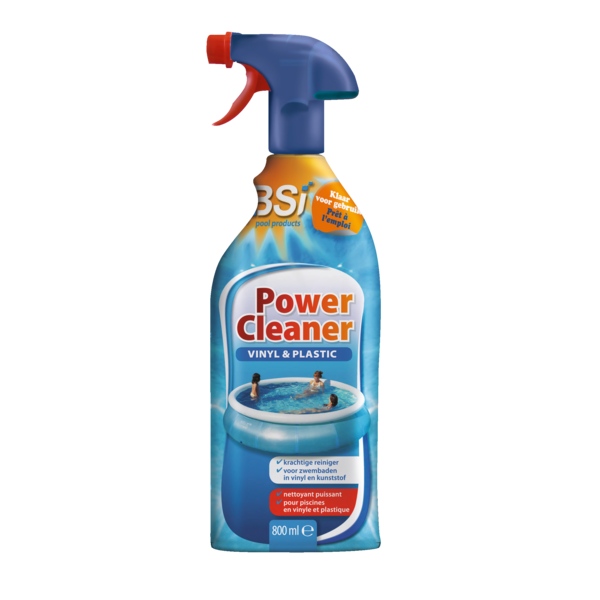 BSi
pool products
Klaar
voor gebruik
Prêt à
l'emploi
Power
Cleaner
VINYL & PLASTIC
✓ krachtige reiniger
✓ voor zwembaden
in vinyl en kunststof
✓ nettoyant puissant
✓ pour piscines
en vinyle et plastique
800 ml ℮